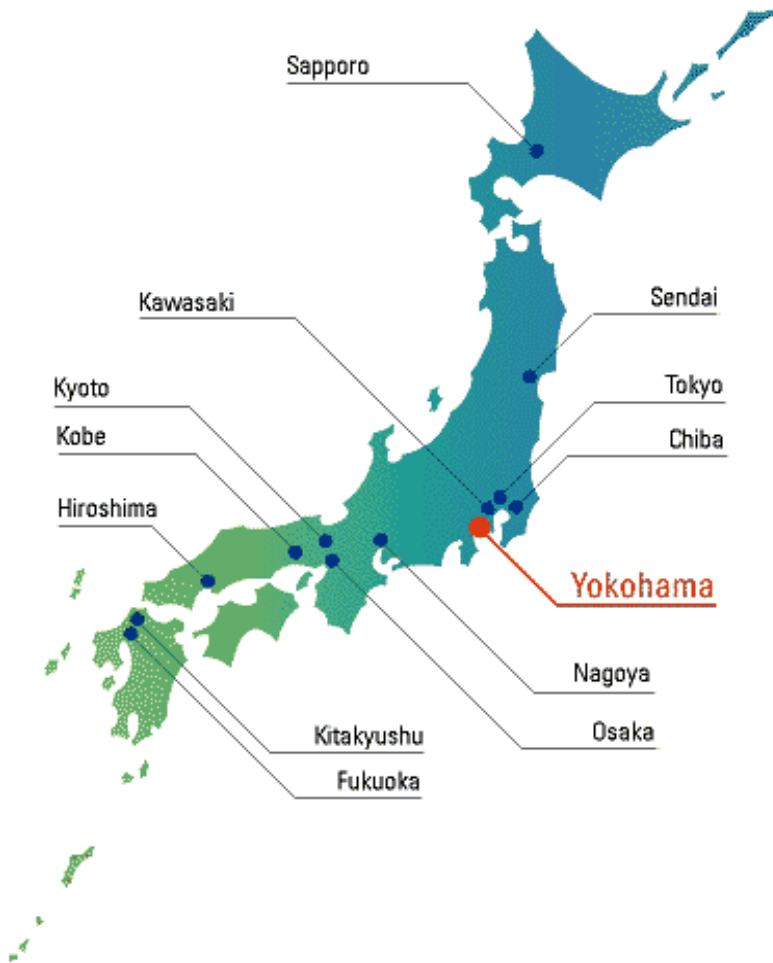 Sapporo
Kawasaki
Sendai
Kyoto
Tokyo
Kobe
Chiba
Hiroshima
Yokohama
Nagoya
Kitakyushu
Osaka
Fukuoka